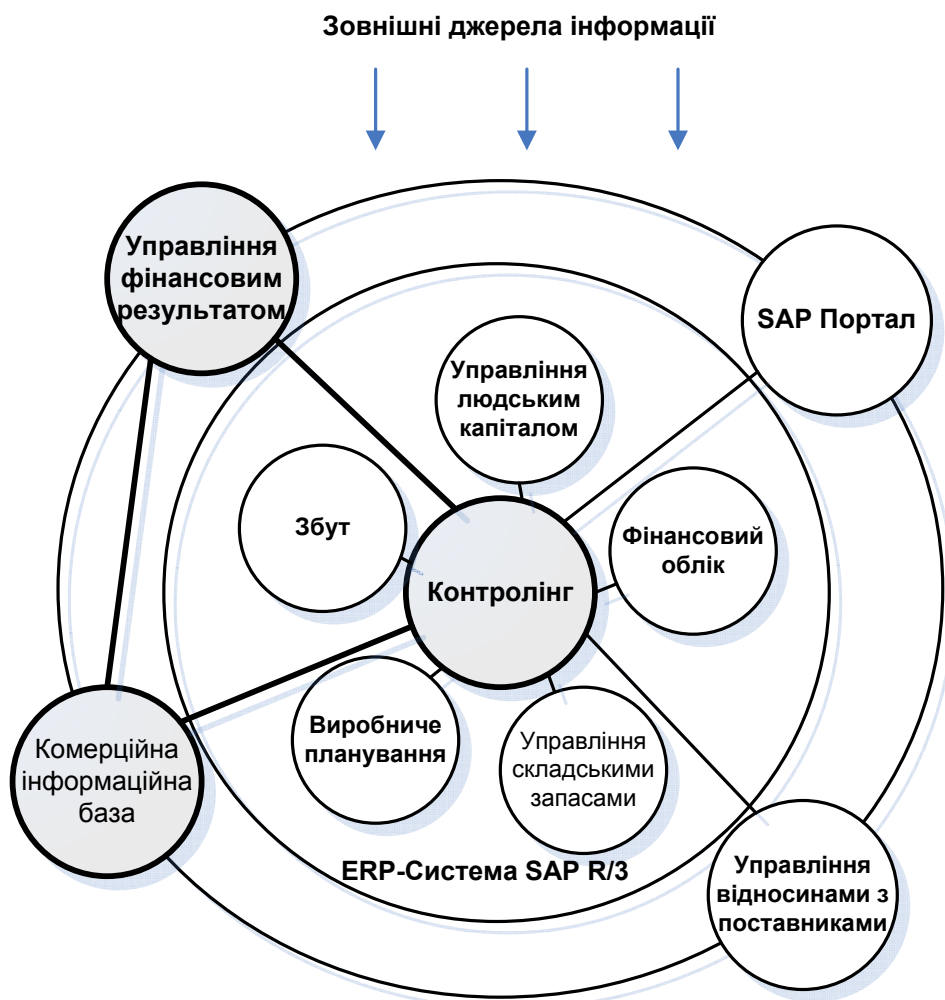 Зовнішні джерела інформації
Управління
фінансовим
результатом
SAP Портал
Управління
людським
капіталом
Збут
Фінансовий
облік
Контролінг
Виробниче
планування
Управління
складськими
запасами
Комерційна
інформаційна
база
ERP-Система SAP R/3
Управління
відносинами з
поставниками